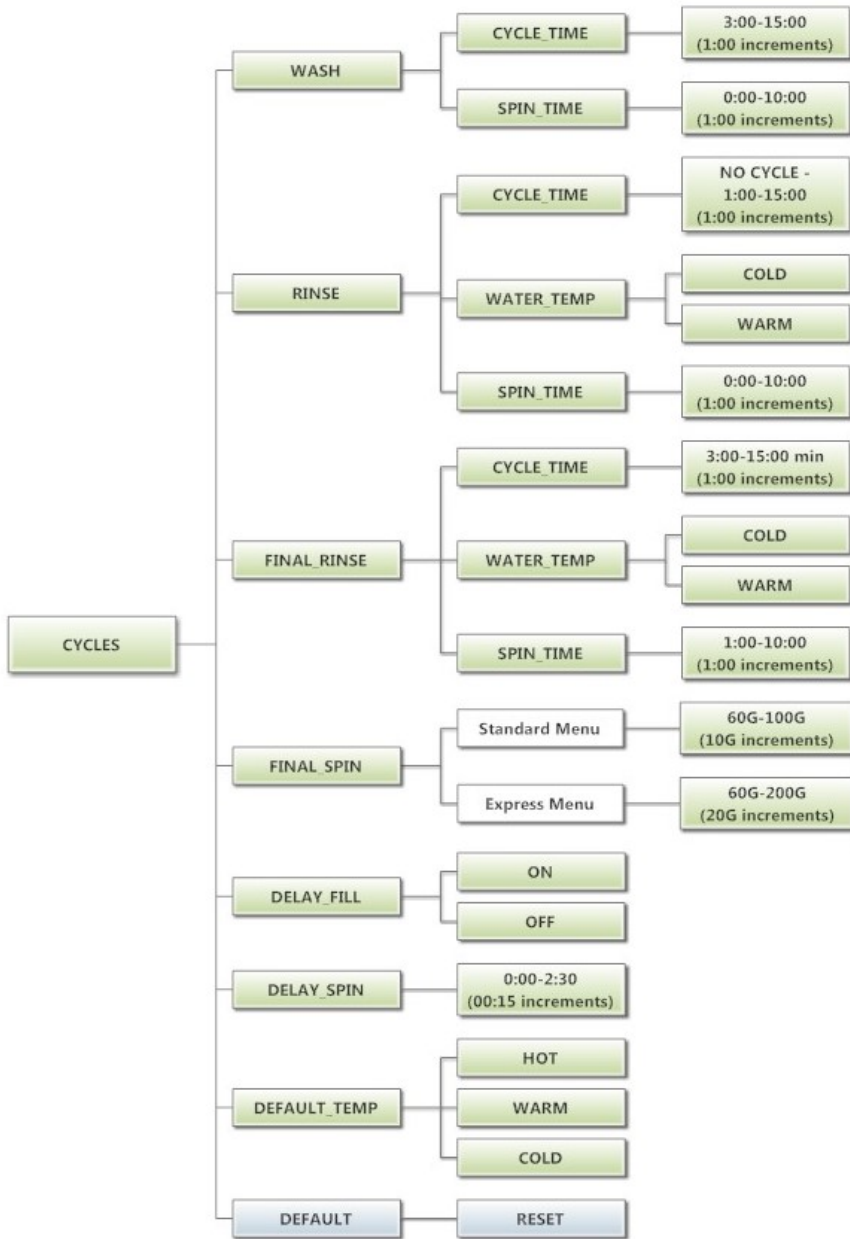 CYCLES
WASH
CYCLE_TIME
3:00-15:00
(1:00 increments)
SPIN_TIME
0:00-10:00
(1:00 increments)
RINSE
CYCLE_TIME
NO CYCLE -
1:00-15:00
(1:00 increments)
WATER_TEMP
COLD
WARM
SPIN_TIME
0:00-10:00
(1:00 increments)
FINAL_RINSE
CYCLE_TIME
3:00-15:00 min
(1:00 increments)
WATER_TEMP
COLD
WARM
SPIN_TIME
1:00-10:00
(1:00 increments)
FINAL_SPIN
Standard Menu
60G-100G
(10G increments)
Express Menu
60G-200G
(20G increments)
DELAY_FILL
ON
OFF
DELAY_SPIN
0:00-2:30
(00:15 increments)
DEFAULT_TEMP
HOT
WARM
COLD
DEFAULT
RESET